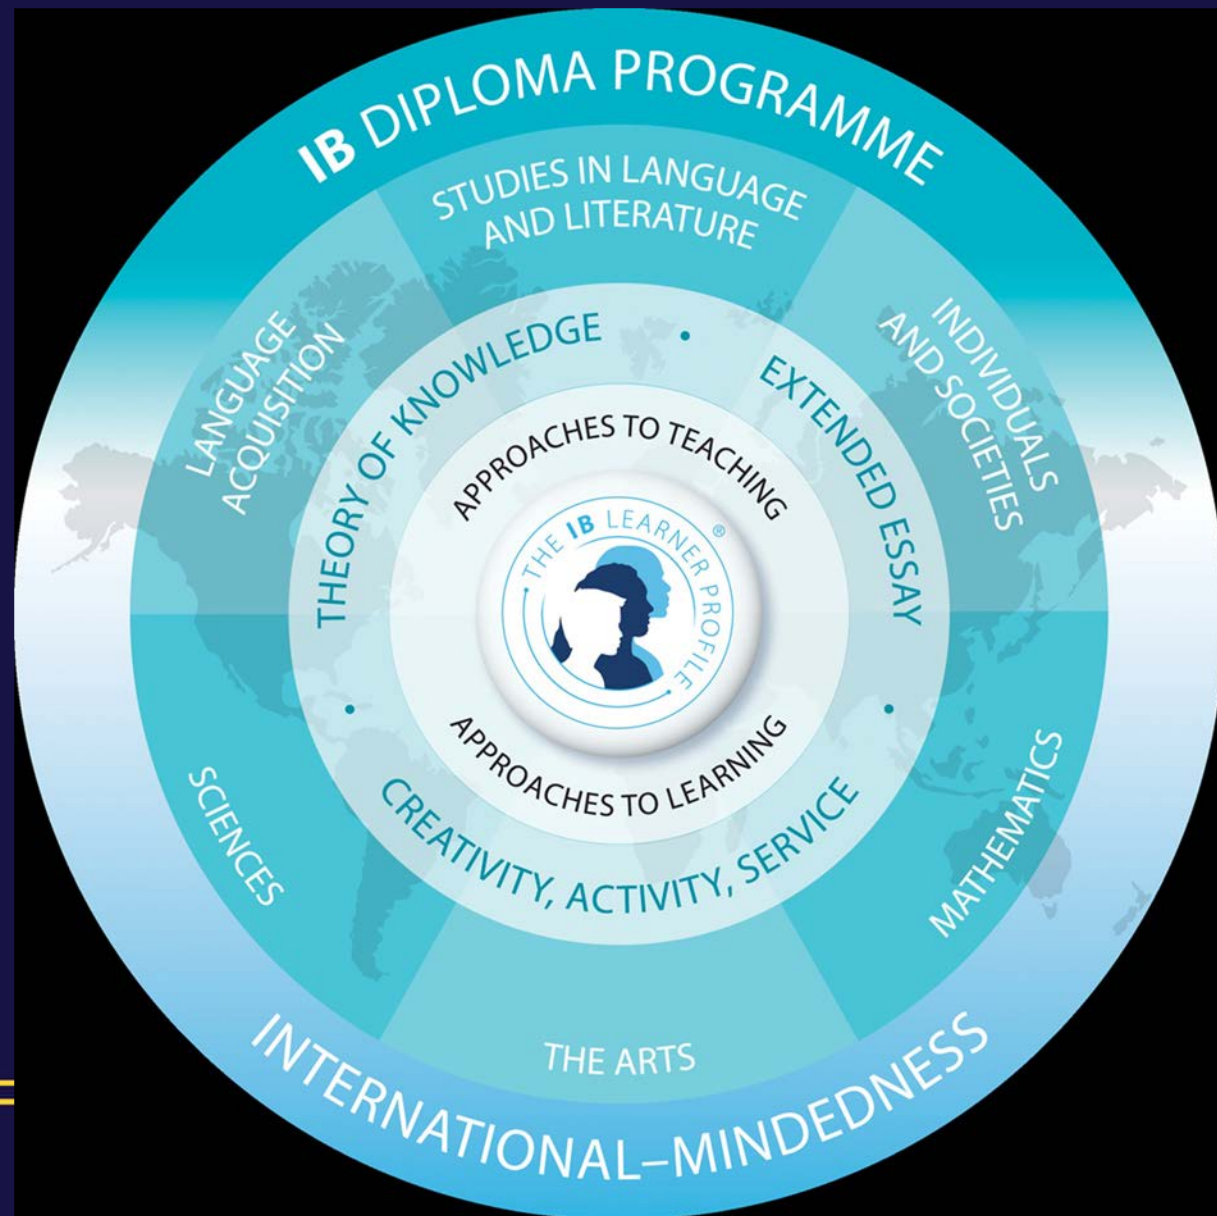 IB DIPLOMA PROGRAMME
STUDIES IN LANGUAGE
AND LITERATURE
LANGUAGE
ACQUISITION
INDIVIDUALS
AND SOCIETIES
THEORY OF KNOWLEDGE
•
EXTENDED ESSAY
APPROACHES TO TEACHING
• THE IB LEARNER PROFILE •
®
APPROACHES TO LEARNING
•
CREATIVITY, ACTIVITY, SERVICE
•
SCIENCES
MATHEMATICS
THE ARTS
INTERNATIONAL–MINDEDNESS